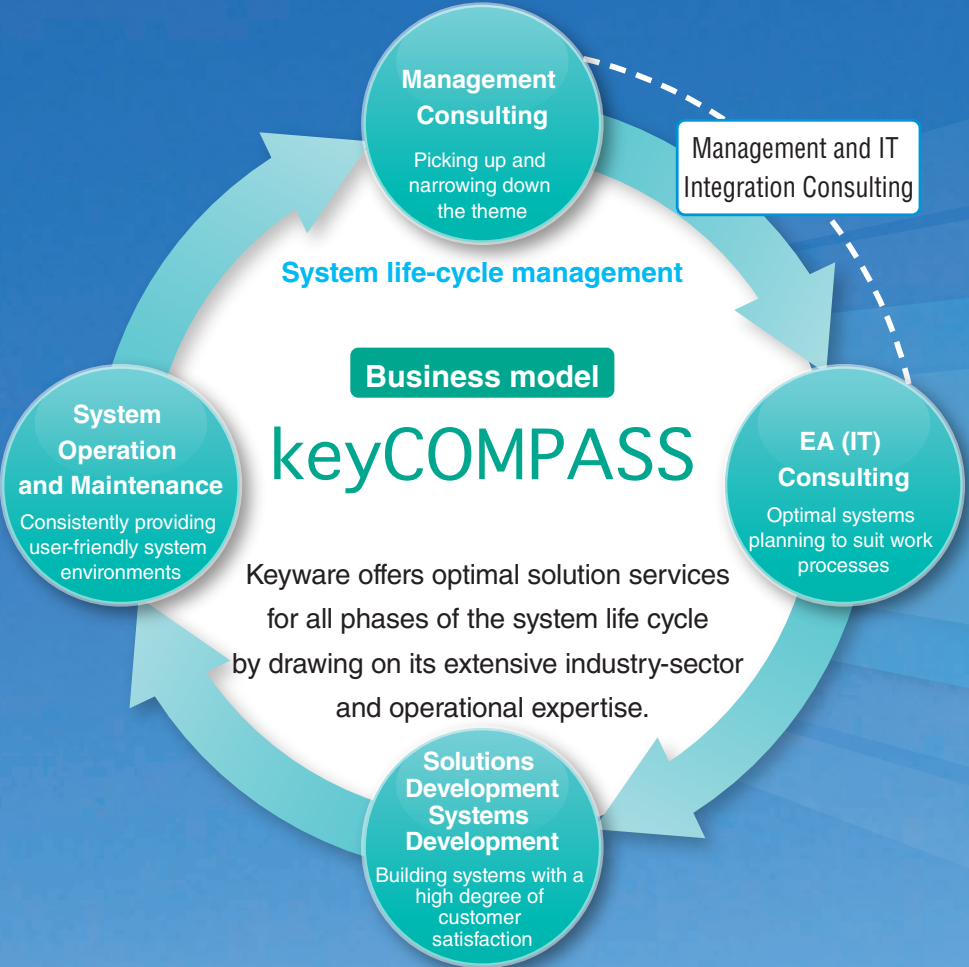 Management
Consulting
Picking up and
narrowing down
the theme
Management and IT
Integration Consulting
System life-cycle management
Business model
keyCOMPASS
System
Operation
and Maintenance
Consistently providing
user-friendly system
environments
EA (IT)
Consulting
Optimal systems
planning to suit work
processes
Keyware offers optimal solution services
for all phases of the system life cycle
by drawing on its extensive industry-sector
and operational expertise.
Solutions
Development
Systems
Development
Building systems with a
high degree of
customer
satisfaction